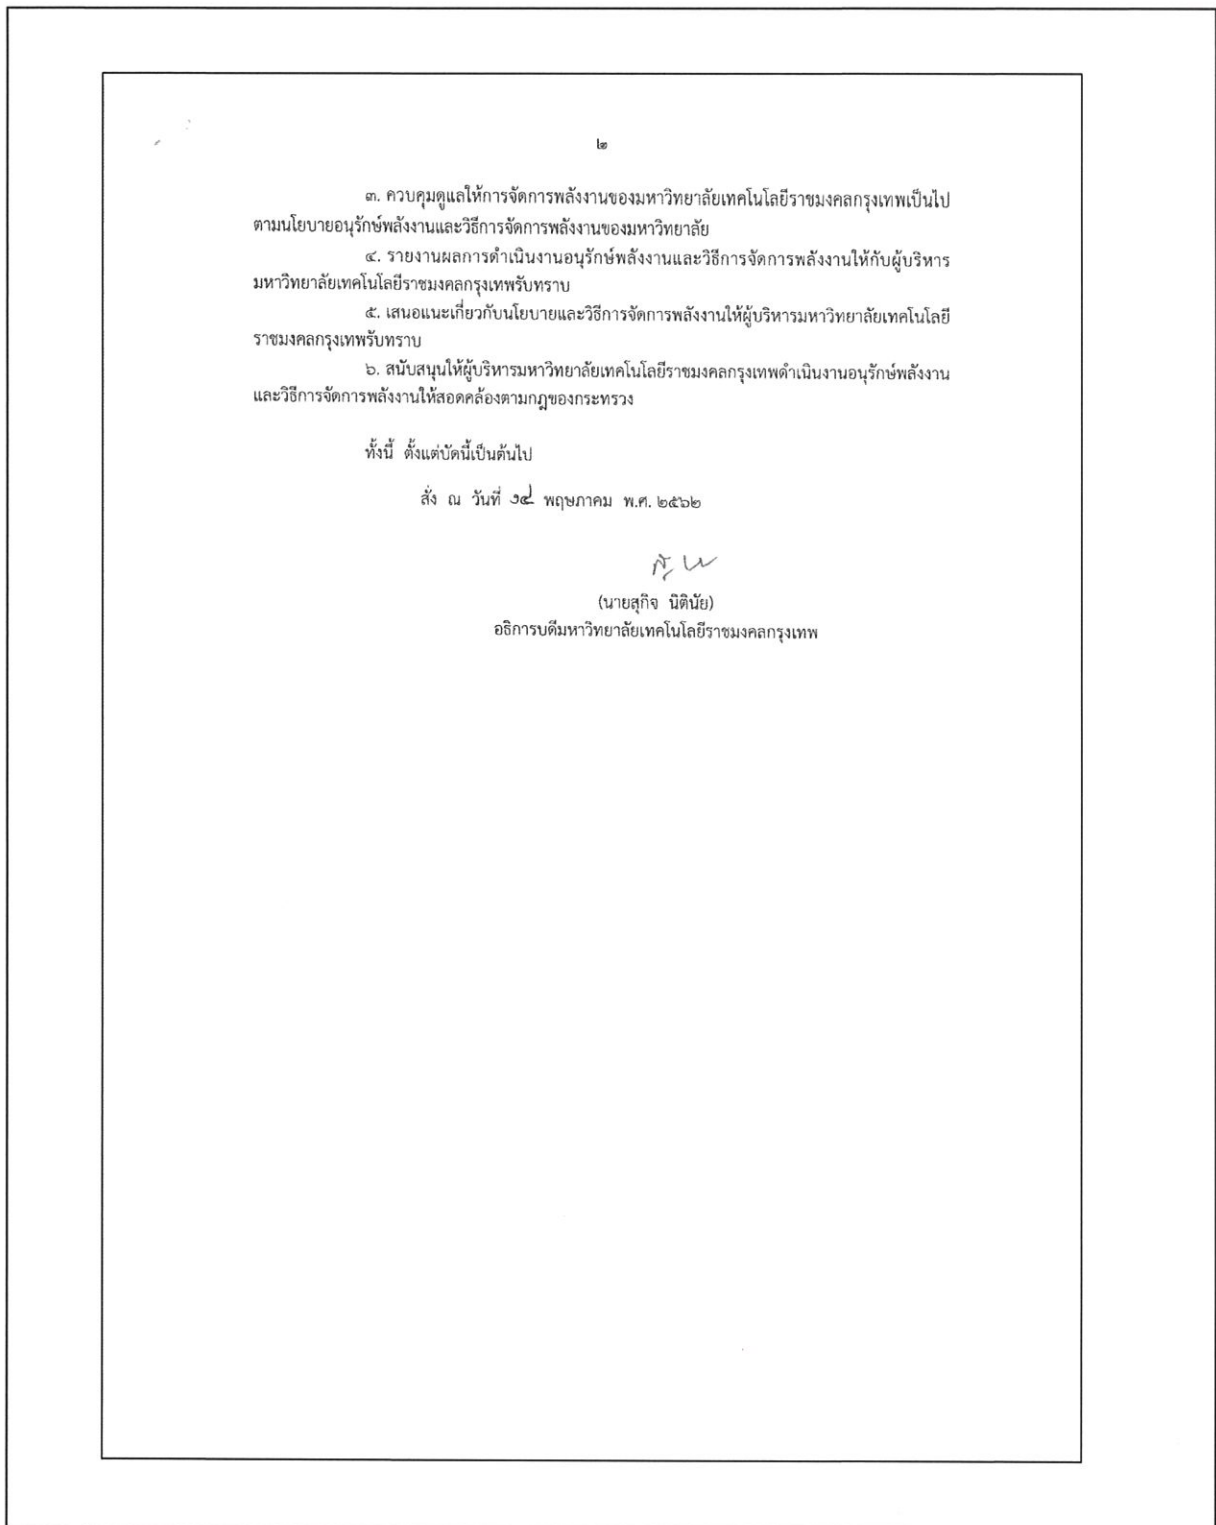 ๒
๓. ควบคุมดูแลให้การจัดการพลังงานของมหาวิทยาลัยเทคโนโลยีราชมงคลกรุงเทพเป็นไป
ตามนโยบายอนุรักษ์พลังงานและวิธีการจัดการพลังงานของมหาวิทยาลัย
๔. รายงานผลการดำเนินงานอนุรักษ์พลังงานและวิธีการจัดการพลังงานให้กับผู้บริหาร
มหาวิทยาลัยเทคโนโลยีราชมงคลกรุงเทพรับทราบ
๕. เสนอแนะเกี่ยวกับนโยบายและวิธีการจัดการพลังงานให้ผู้บริหารมหาวิทยาลัยเทคโนโลยี
ราชมงคลกรุงเทพรับทราบ
๖. สนับสนุนให้ผู้บริหารมหาวิทยาลัยเทคโนโลยีราชมงคลกรุงเทพดำเนินงานอนุรักษ์พลังงาน
และวิธีการจัดการพลังงานให้สอดคล้องตามกฎของกระทรวง
ทั้งนี้ ตั้งแต่บัดนี้เป็นต้นไป
สั่ง ณ วันที่ พฤษภาคม พ.ศ. ๒๕๖๒
(นายสุกิจ นิตินัย)
อธิการบดีมหาวิทยาลัยเทคโนโลยีราชมงคลกรุงเทพ